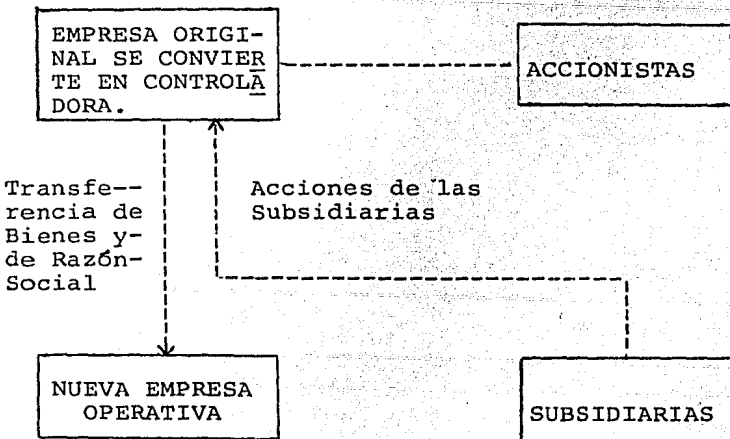 EMPRESA ORIGI-
NAL SE CONVIER
TE EN CONTROLA
DORA.
ACCIONISTAS
Transfe--
rencia de
Bienes y-
de Razón-
Social
Acciones de las
Subsidiarias
NUEVA EMPRESA
OPERATIVA
SUBSIDIARIAS